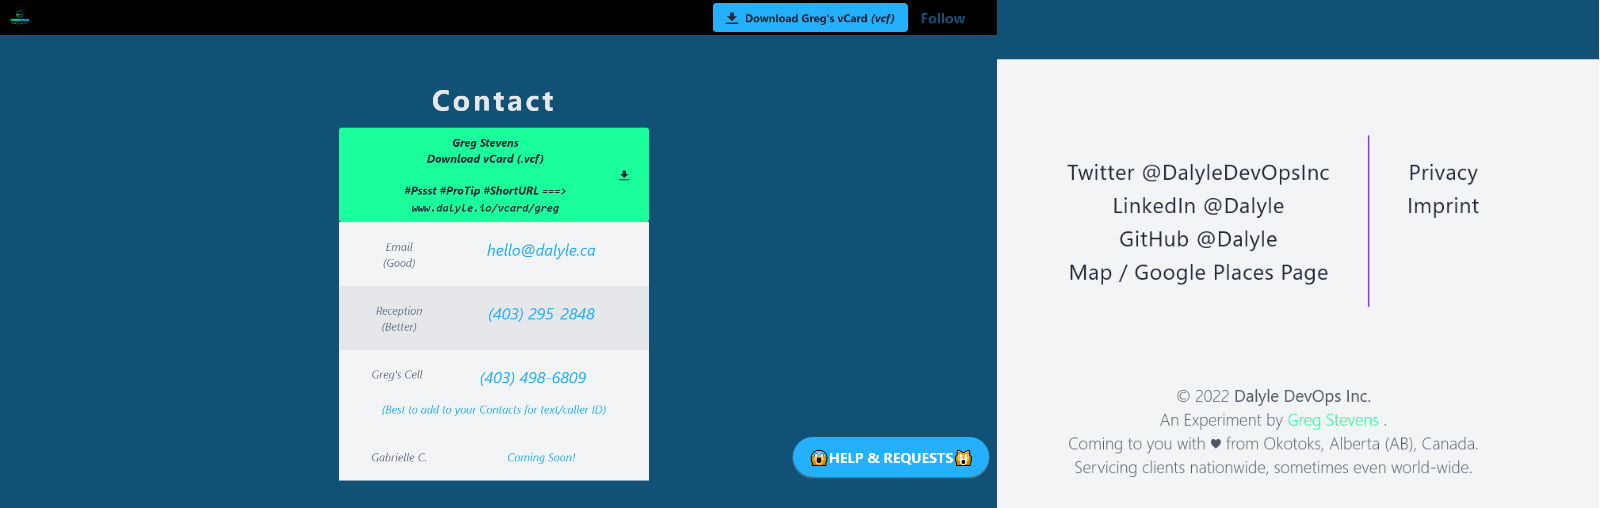 Download Greg's vCard (vcf)
Follow
Contact
Greg Stevens
Download vCard (.vcf)
#Pssst #ProTip #ShortURL ===>
www.dalyle.io/vcard/greg
Email
(Good)
hello@dalyle.ca
Reception
(Better)
(403) 295-2848
Greg's Cell
(403) 498-6809
(Best to add to your Contacts for text/caller ID)
Gabrielle C.
Coming Soon!
😱HELP & REQUESTS🙀
Twitter @DalyleDevOpsInc
LinkedIn @Dalyle
GitHub @Dalyle
Map / Google Places Page
Privacy
Imprint
© 2022 Dalyle DevOps Inc.
An Experiment by Greg Stevens .
Coming to you with ♥ from Okotoks, Alberta (AB), Canada.
Servicing clients nationwide, sometimes even world-wide.